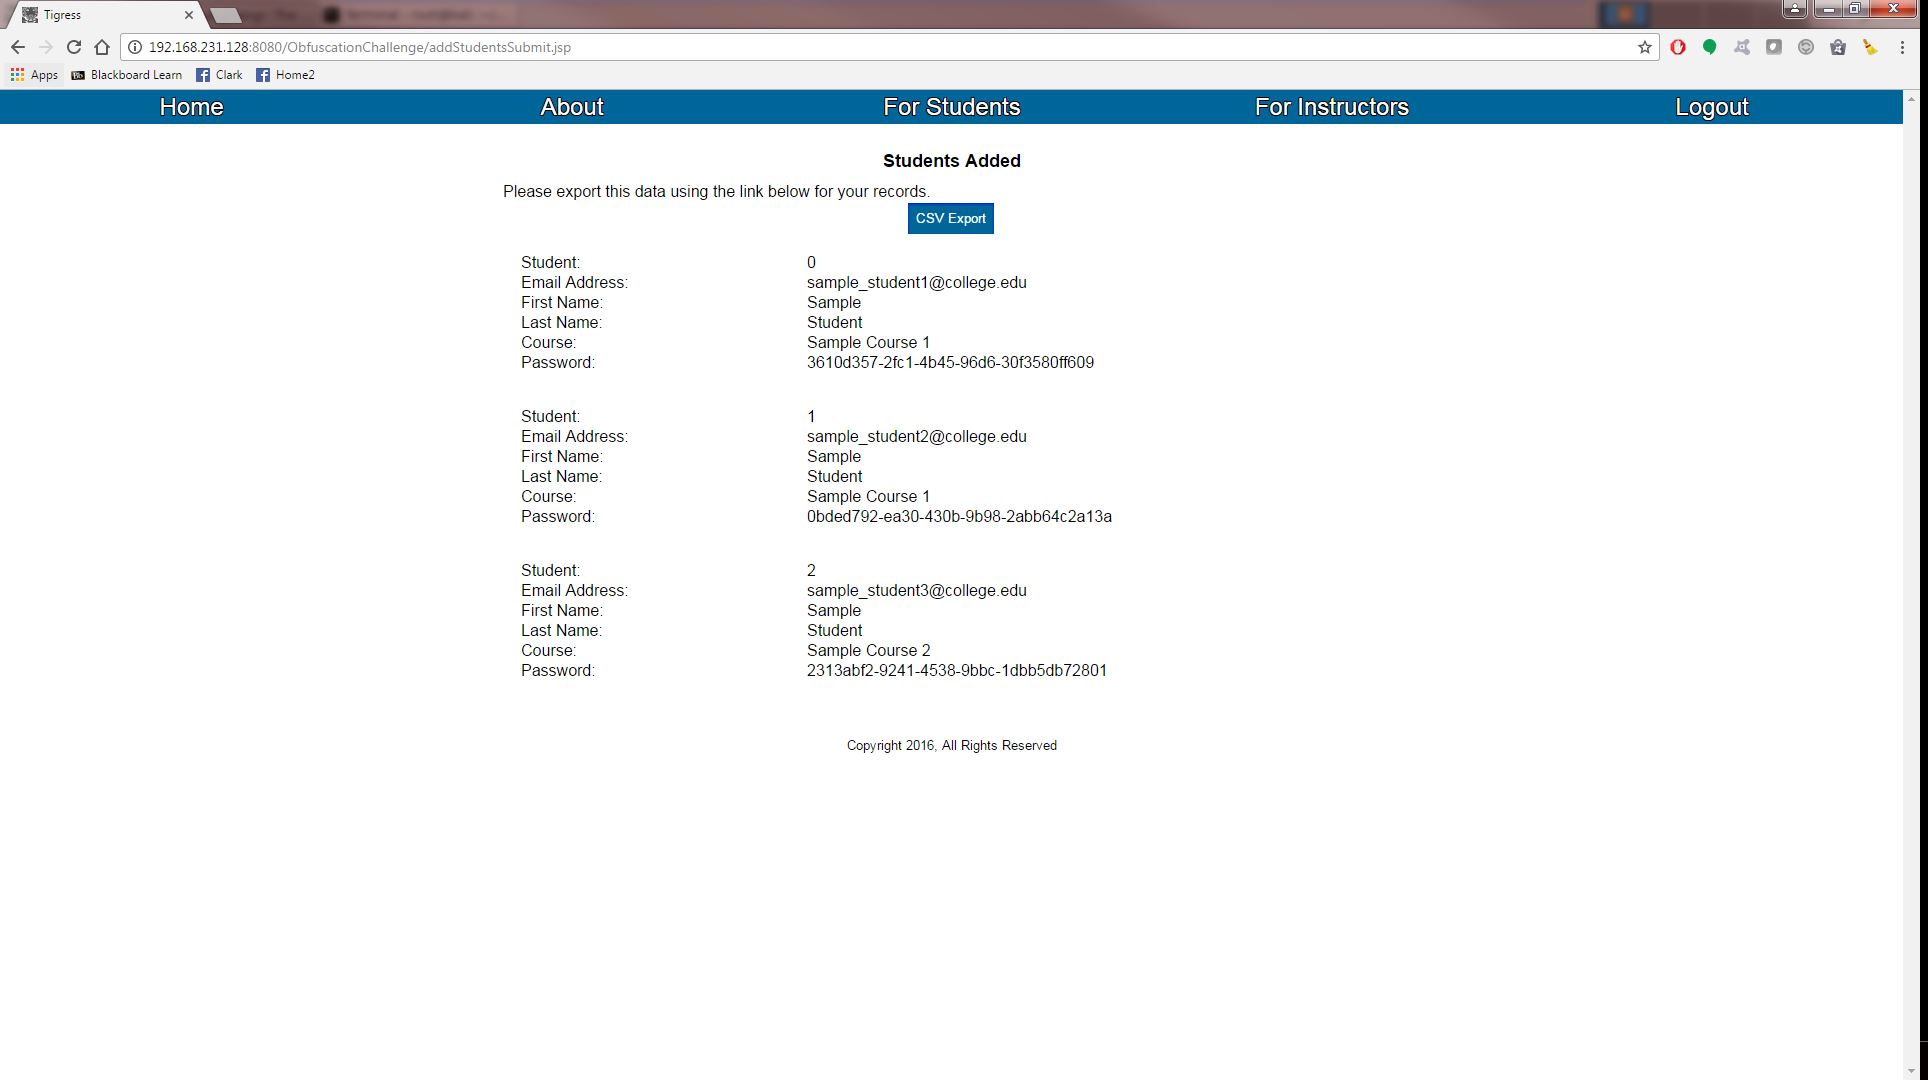 Tigress
192.168.231.128:8080/ObfuscationChallenge/addStudentsSubmit.jsp
Apps Blackboard Learn Clark Home2
Home About For Students For Instructors Logout
Students Added
Please export this data using the link below for your records.
CSV Export
Student: 0
Email Address: sample_student1@college.edu
First Name: Sample
Last Name: Student
Course: Sample Course 1
Password: 3610d357-2fc1-4b45-96d6-30f3580ff609
Student: 1
Email Address: sample_student2@college.edu
First Name: Sample
Last Name: Student
Course: Sample Course 1
Password: 0bded792-ea30-430b-9b98-2abb64c2a13a
Student: 2
Email Address: sample_student3@college.edu
First Name: Sample
Last Name: Student
Course: Sample Course 2
Password: 2313abf2-9241-4538-9bbc-1dbb5db72801
Copyright 2016, All Rights Reserved